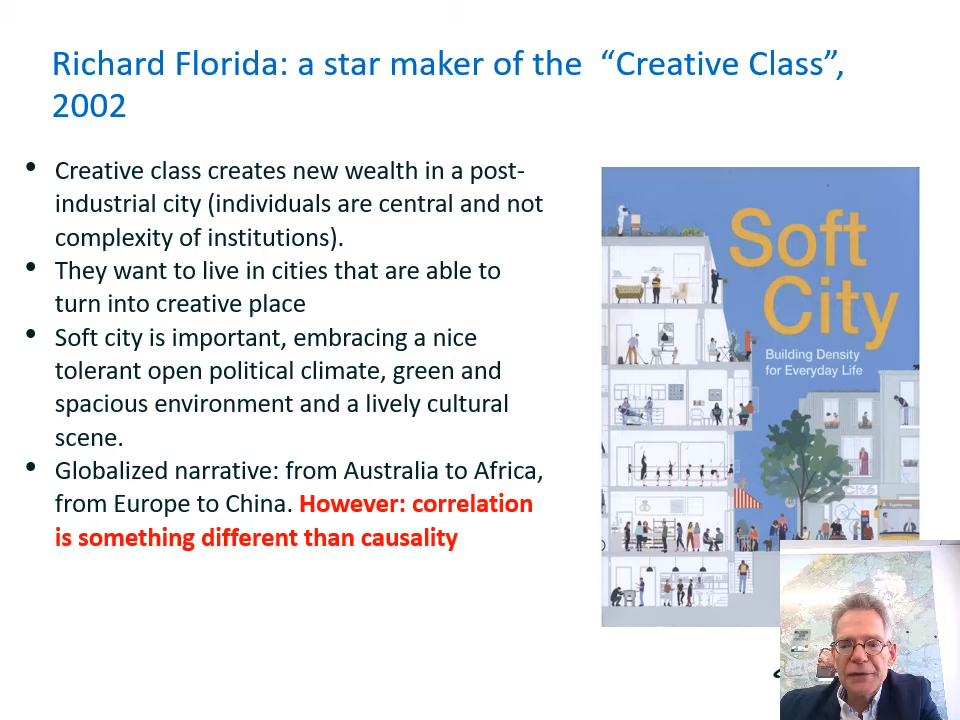 Richard Florida: a star maker of the “Creative Class”,
2002
• Creative class creates new wealth in a post-
industrial city (individuals are central and not
complexity of institutions).
• They want to live in cities that are able to
turn into creative place
• Soft city is important, embracing a nice
tolerant open political climate, green and
spacious environment and a lively cultural
scene.
• Globalized narrative: from Australia to Africa,
from Europe to China. However: correlation
is something different than causality
Soft
City
Building Density
for Everyday Life